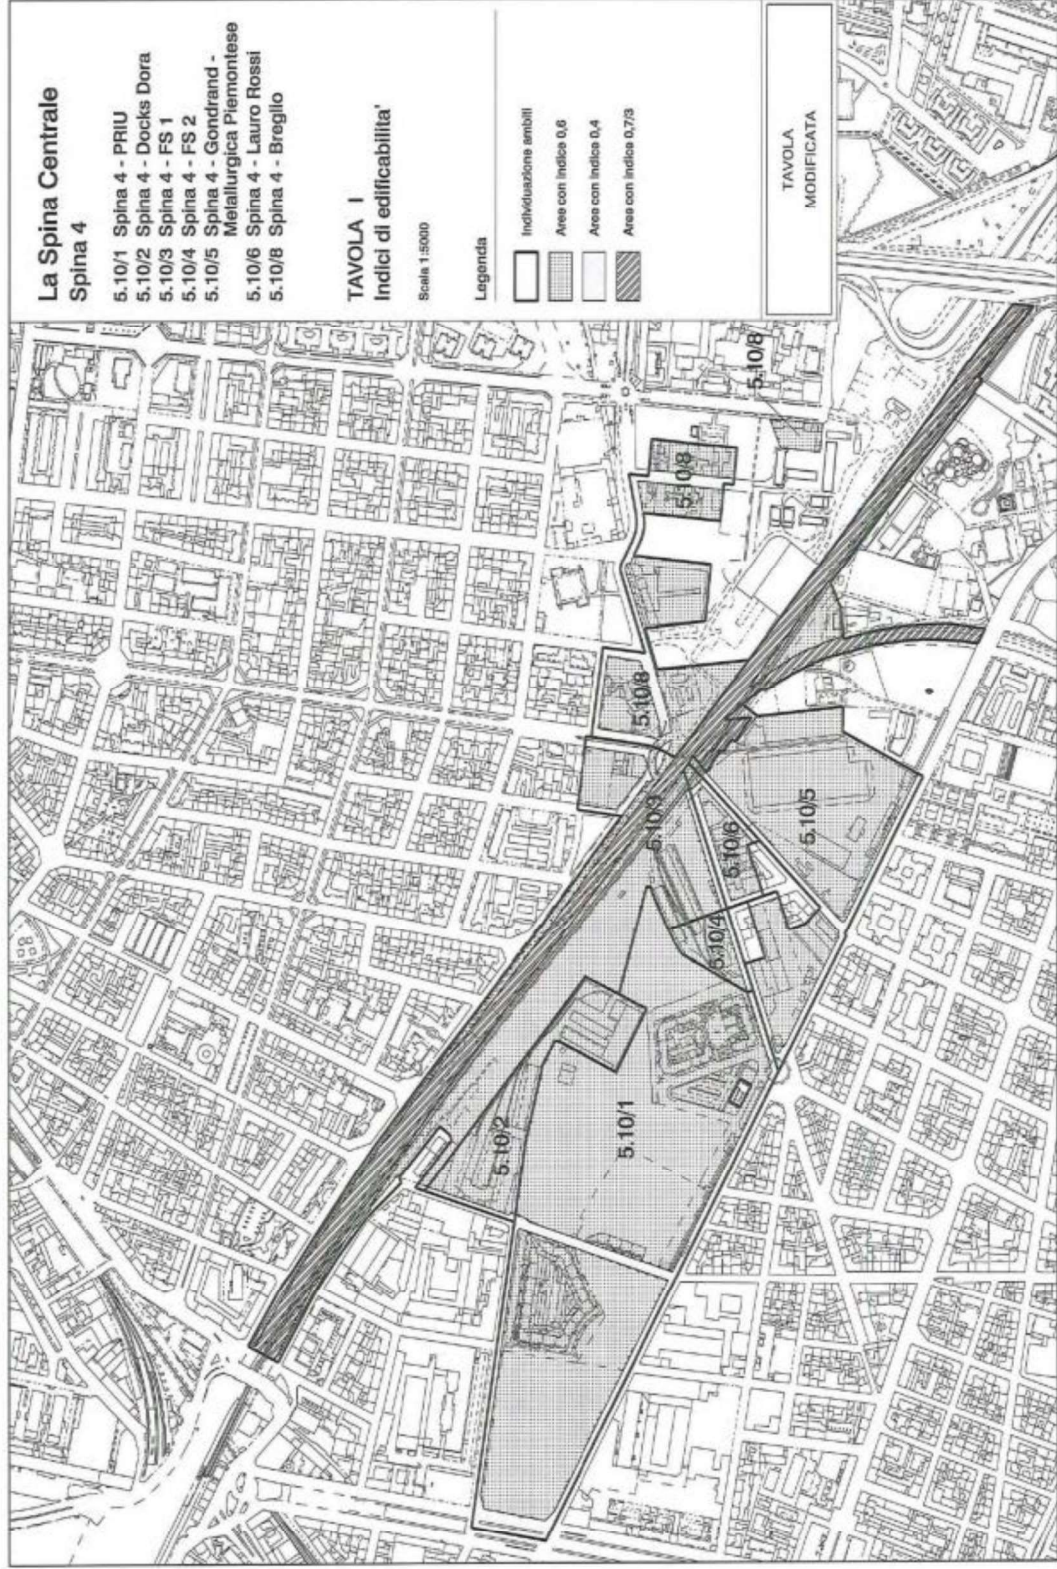 La Spina Centrale
Spina 4
5.10/1 Spina 4 - PRIU
5.10/2 Spina 4 - Docks Dora
5.10/3 Spina 4 - FS 1
5.10/4 Spina 4 - FS 2
5.10/5 Spina 4 - Gondrand -
Metallurgica Piemontese
5.10/6 Spina 4 - Lauro Rossi
5.10/8 Spina 4 - Breglio
TAVOLA I
Indici di edificabilita'
Scala 1:5000
Legenda
Individuazione ambiti
Aree con indice 0,6
Aree con indice 0,4
Aree con indice 0,7/3
TAVOLA
MODIFICATA
5.10/8
5.10/8
5.10/8
5.10/3
5.10/6
5.10/5
5.10/4
5.10/2
5.10/1